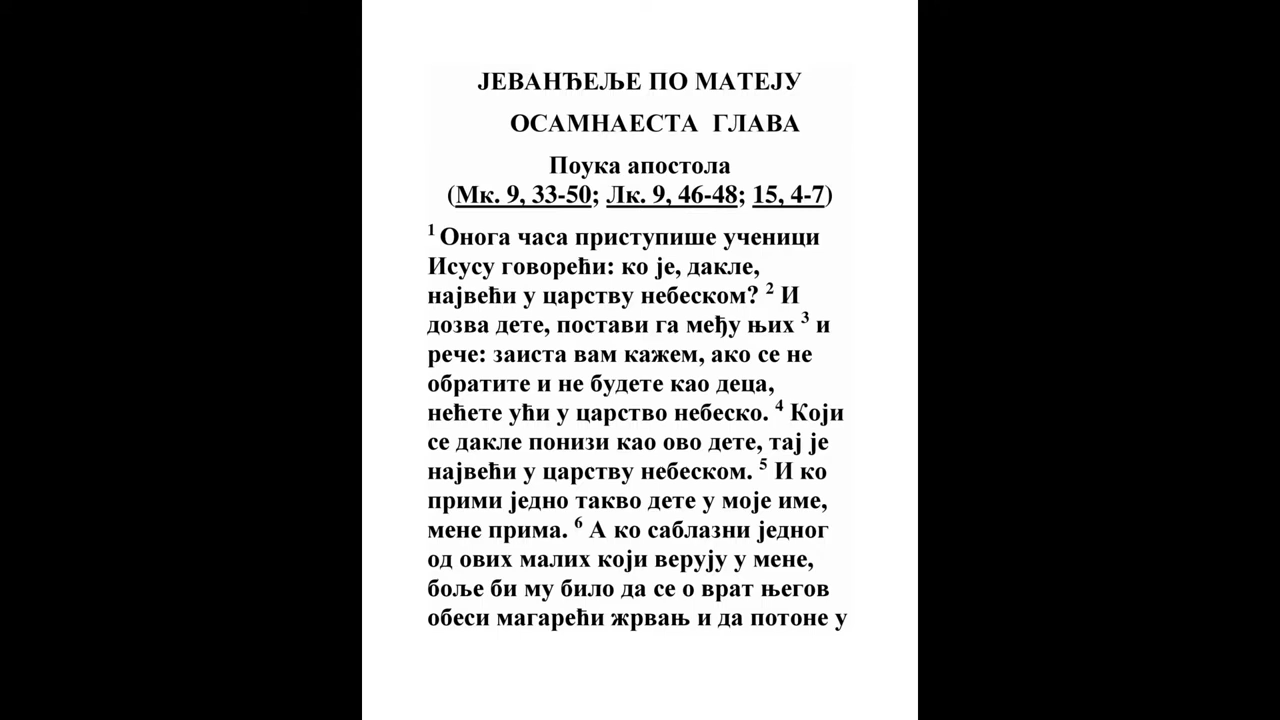 ЈЕВАНЂЕЉЕ ПО МАТЕЈУ
ОСАМНАЕСТА ГЛАВА
Поука апостола
(Мк. 9, 33-50; Лк. 9, 46-48; 15, 4-7)
1 Онога часа приступише ученици
Исусу говорећи: ко је, дакле,
највећи у царству небеском? 2 И
дозва дете, постави га међу њих 3 и
рече: заиста вам кажем, ако се не
обратите и не будете као деца,
нећете ући у царство небеско. 4 Који
се дакле понизи као ово дете, тај је
највећи у царству небеском. 5 И ко
прими једно такво дете у моје име,
мене прима. 6 А ко саблазни једног
од ових малих који верују у мене,
боље би му било да се о врат његов
обеси магарећи жрвањ и да потоне у